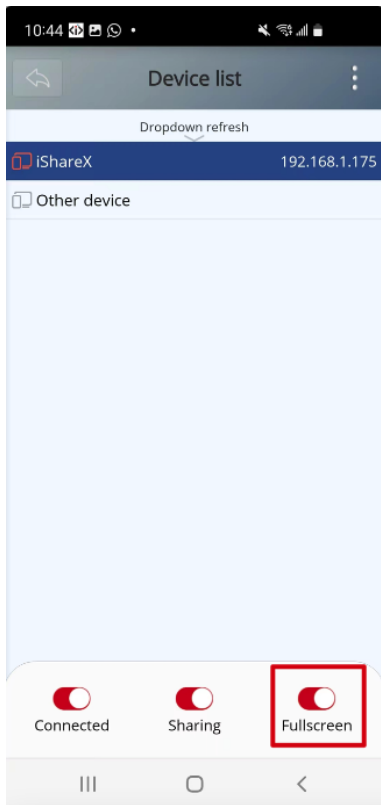 10:44
Device list
Dropdown refresh
iShareX 192.168.1.175
Other device
Connected Sharing Fullscreen